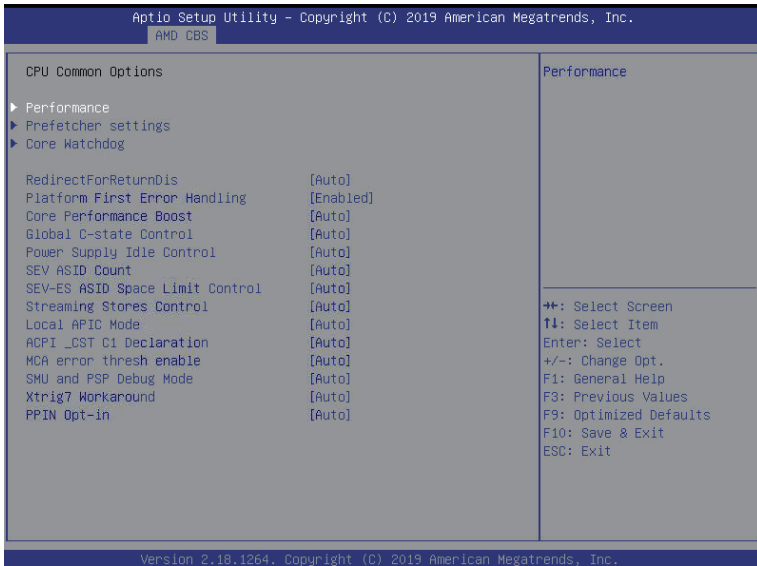 Aptio Setup Utility – Copyright (C) 2019 American Megatrends, Inc.
AMD CBS
CPU Common Options
Performance
Prefetcher settings
Core Watchdog
RedirectForReturnDis [Auto]
Platform First Error Handling [Enabled]
Core Performance Boost [Auto]
Global C-state Control [Auto]
Power Supply Idle Control [Auto]
SEV ASID Count [Auto]
SEV-ES ASID Space Limit Control [Auto]
Streaming Stores Control [Auto]
Local APIC Mode [Auto]
ACPI _CST C1 Declaration [Auto]
MCA error thresh enable [Auto]
SMU and PSP Debug Mode [Auto]
Xtrig7 Workaround [Auto]
PPIN Opt-in [Auto]
Performance
→←: Select Screen
↑↓: Select Item
Enter: Select
+/-: Change Opt.
F1: General Help
F3: Previous Values
F9: Optimized Defaults
F10: Save & Exit
ESC: Exit
Version 2.18.1264. Copyright (C) 2019 American Megatrends, Inc.